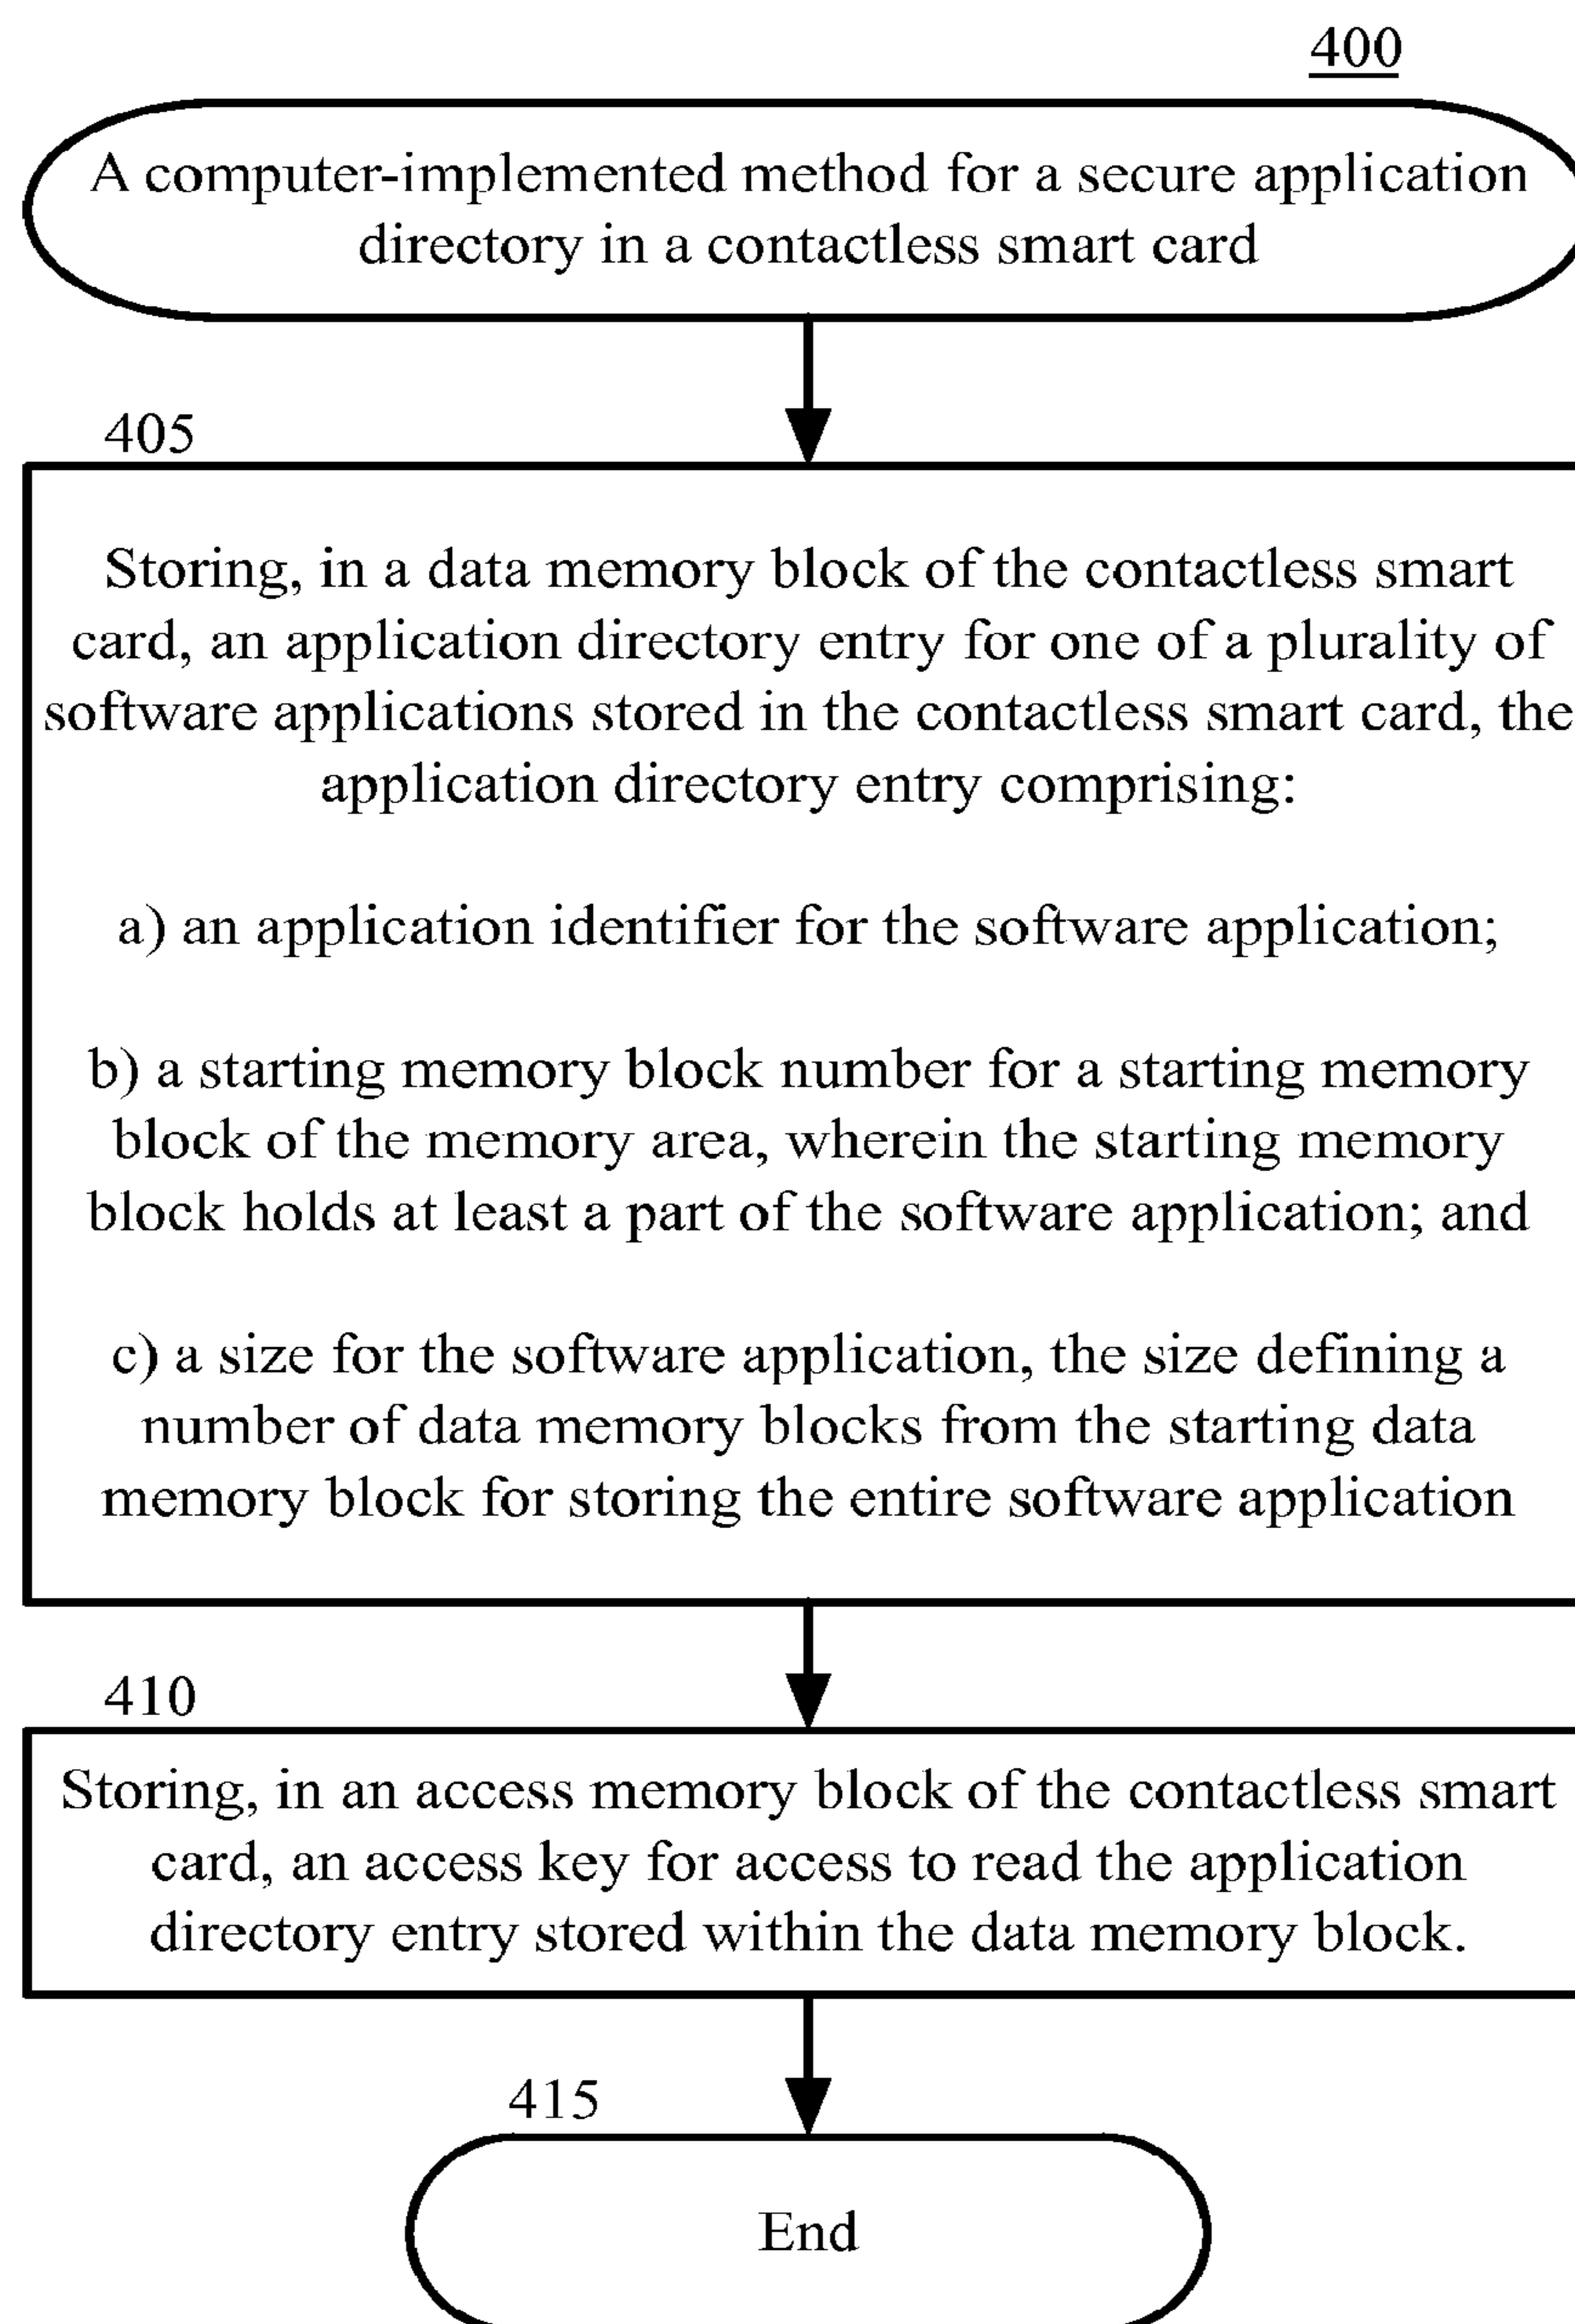 400
A computer-implemented method for a secure application
directory in a contactless smart card
405
Storing, in a data memory block of the contactless smart
card, an application directory entry for one of a plurality of
software applications stored in the contactless smart card, the
application directory entry comprising:
a) an application identifier for the software application;
b) a starting memory block number for a starting memory
block of the memory area, wherein the starting memory
block holds at least a part of the software application; and
c) a size for the software application, the size defining a
number of data memory blocks from the starting data
memory block for storing the entire software application
410
Storing, in an access memory block of the contactless smart
card, an access key for access to read the application
directory entry stored within the data memory block.
415
End